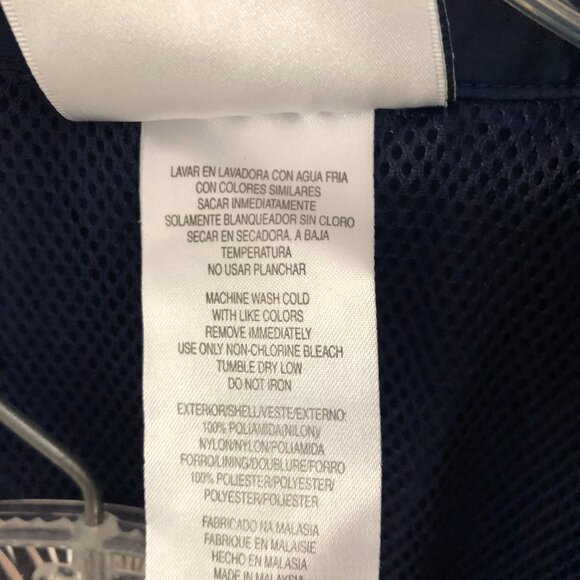 LAVAR EN LAVADORA CON AGUA FRIA
CON COLORES SIMILARES
SACAR INMEDIATAMENTE
SOLAMENTE BLANQUEADOR SIN CLORO
SECAR EN SECADORA, A BAJA
TEMPERATURA
NO USAR PLANCHAR
MACHINE WASH COLD
WITH LIKE COLORS
REMOVE IMMEDIATELY
USE ONLY NON-CHLORINE BLEACH
TUMBLE DRY LOW
DO NOT IRON
EXTERIOR/SHELL/VESTE/EXTERNO:
100% POLIAMIDA(NILON)/
NYLON/NYLON/POLIAMIDA
FORRO/LINING/DOUBLURE/FORRO
100% POLIESTER/POLYESTER/
POLYESTER/POLIESTER
FABRICADO NA MALASIA
FABRIQUE EN MALAISIE
HECHO EN MALASIA
MADE IN MALAYSIA